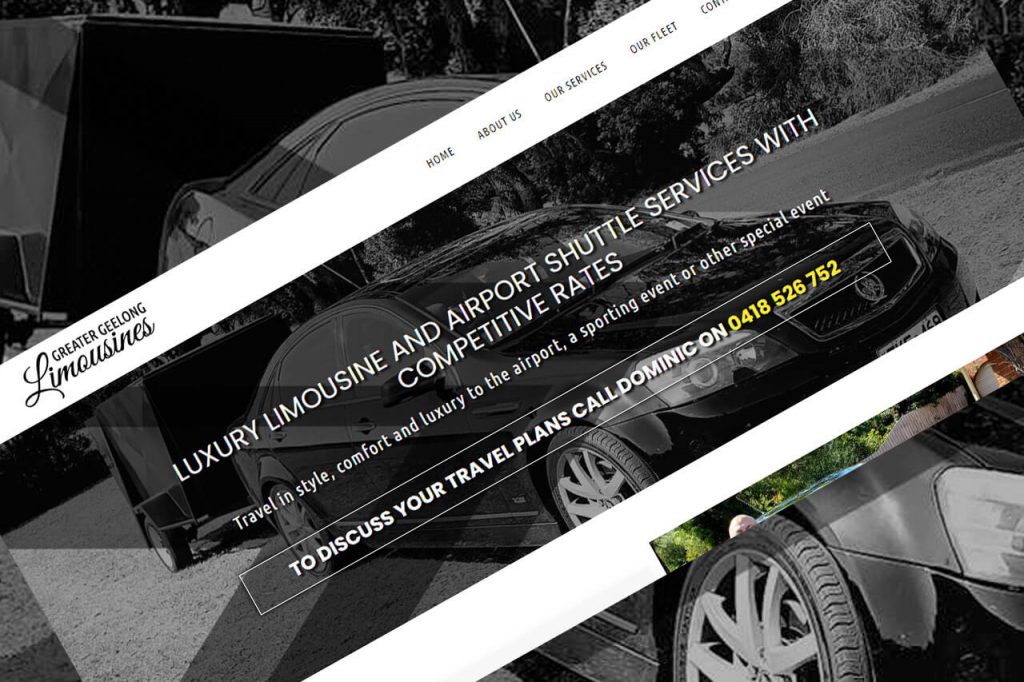 HOME
ABOUT US
OUR SERVICES
OUR FLEET
GREATER GEELONG
Limousines
LUXURY LIMOUSINE AND AIRPORT SHUTTLE SERVICES WITH
COMPETITIVE RATES
Travel in style, comfort and luxury to the airport, a sporting event or other special event
TO DISCUSS YOUR TRAVEL PLANS CALL DOMINIC ON 0418 526 752